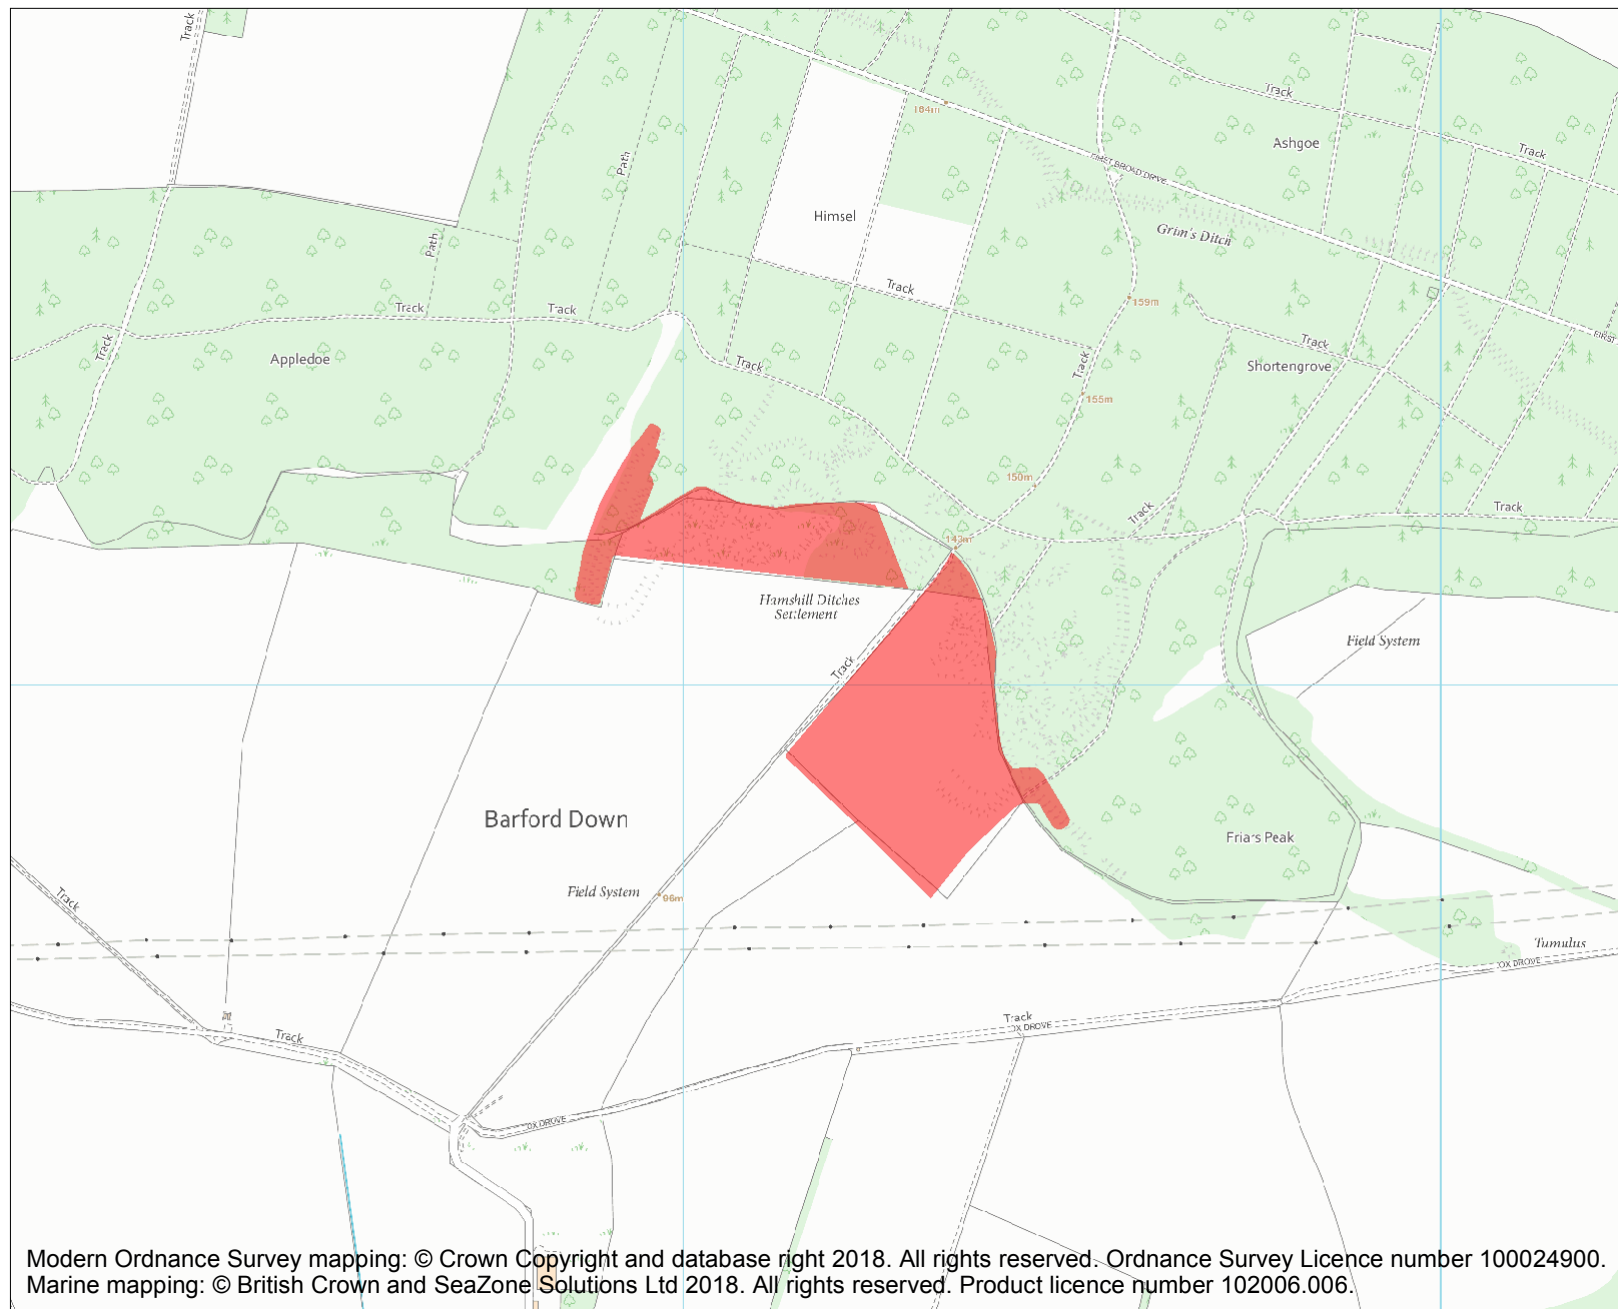 Track
184m
Track
Ashgoe
FIRST BROAD DRIVE
Track
Path
Himsel
Path
Grim's Ditch
Track
159m
Track
Track
Track
Track
Appledoe
Track
Track
Shortengrove
FIRST
155m
150m
Track
Track
143m
Hamshill Ditches
Settlement
Field System
Track
Barford Down
Friars Peak
Field System
96m
Track
Tumulus
OX DROVE
Track
OX DROVE
Track
OX DROVE
Modern Ordnance Survey mapping: © Crown Copyright and database right 2018. All rights reserved. Ordnance Survey Licence number 100024900.
Marine mapping: © British Crown and SeaZone Solutions Ltd 2018. All rights reserved. Product licence number 102006.006.